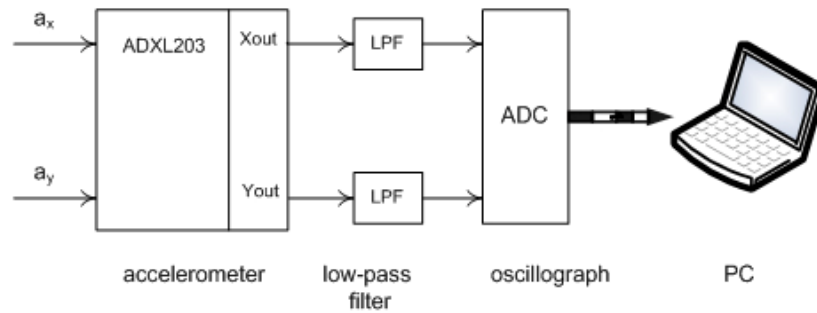 ax
ADXL203
Xout
LPF
ADC
ay
Yout
LPF
accelerometer
low-pass
filter
oscillograph
PC